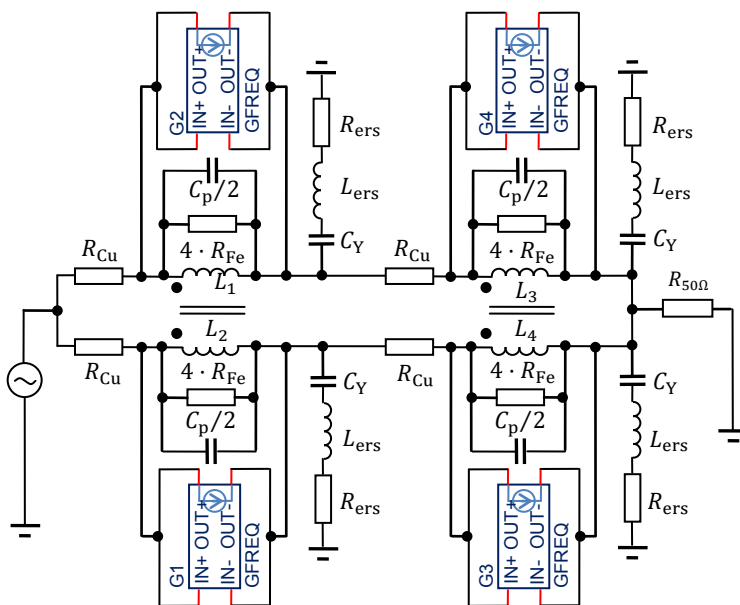 G2
IN+ OUT+
IN- OUT-
GFREQ
G4
IN+ OUT+
IN- OUT-
GFREQ
R_ers
R_ers
C_p/2
C_p/2
L_ers
L_ers
4 · R_Fe
C_Y
4 · R_Fe
C_Y
R_Cu
R_Cu
L_1
L_3
R_50Ω
L_2
L_4
R_Cu
4 · R_Fe
C_Y
R_Cu
4 · R_Fe
C_Y
C_p/2
C_p/2
L_ers
L_ers
R_ers
R_ers
G1
IN+ OUT+
IN- OUT-
GFREQ
G3
IN+ OUT+
IN- OUT-
GFREQ